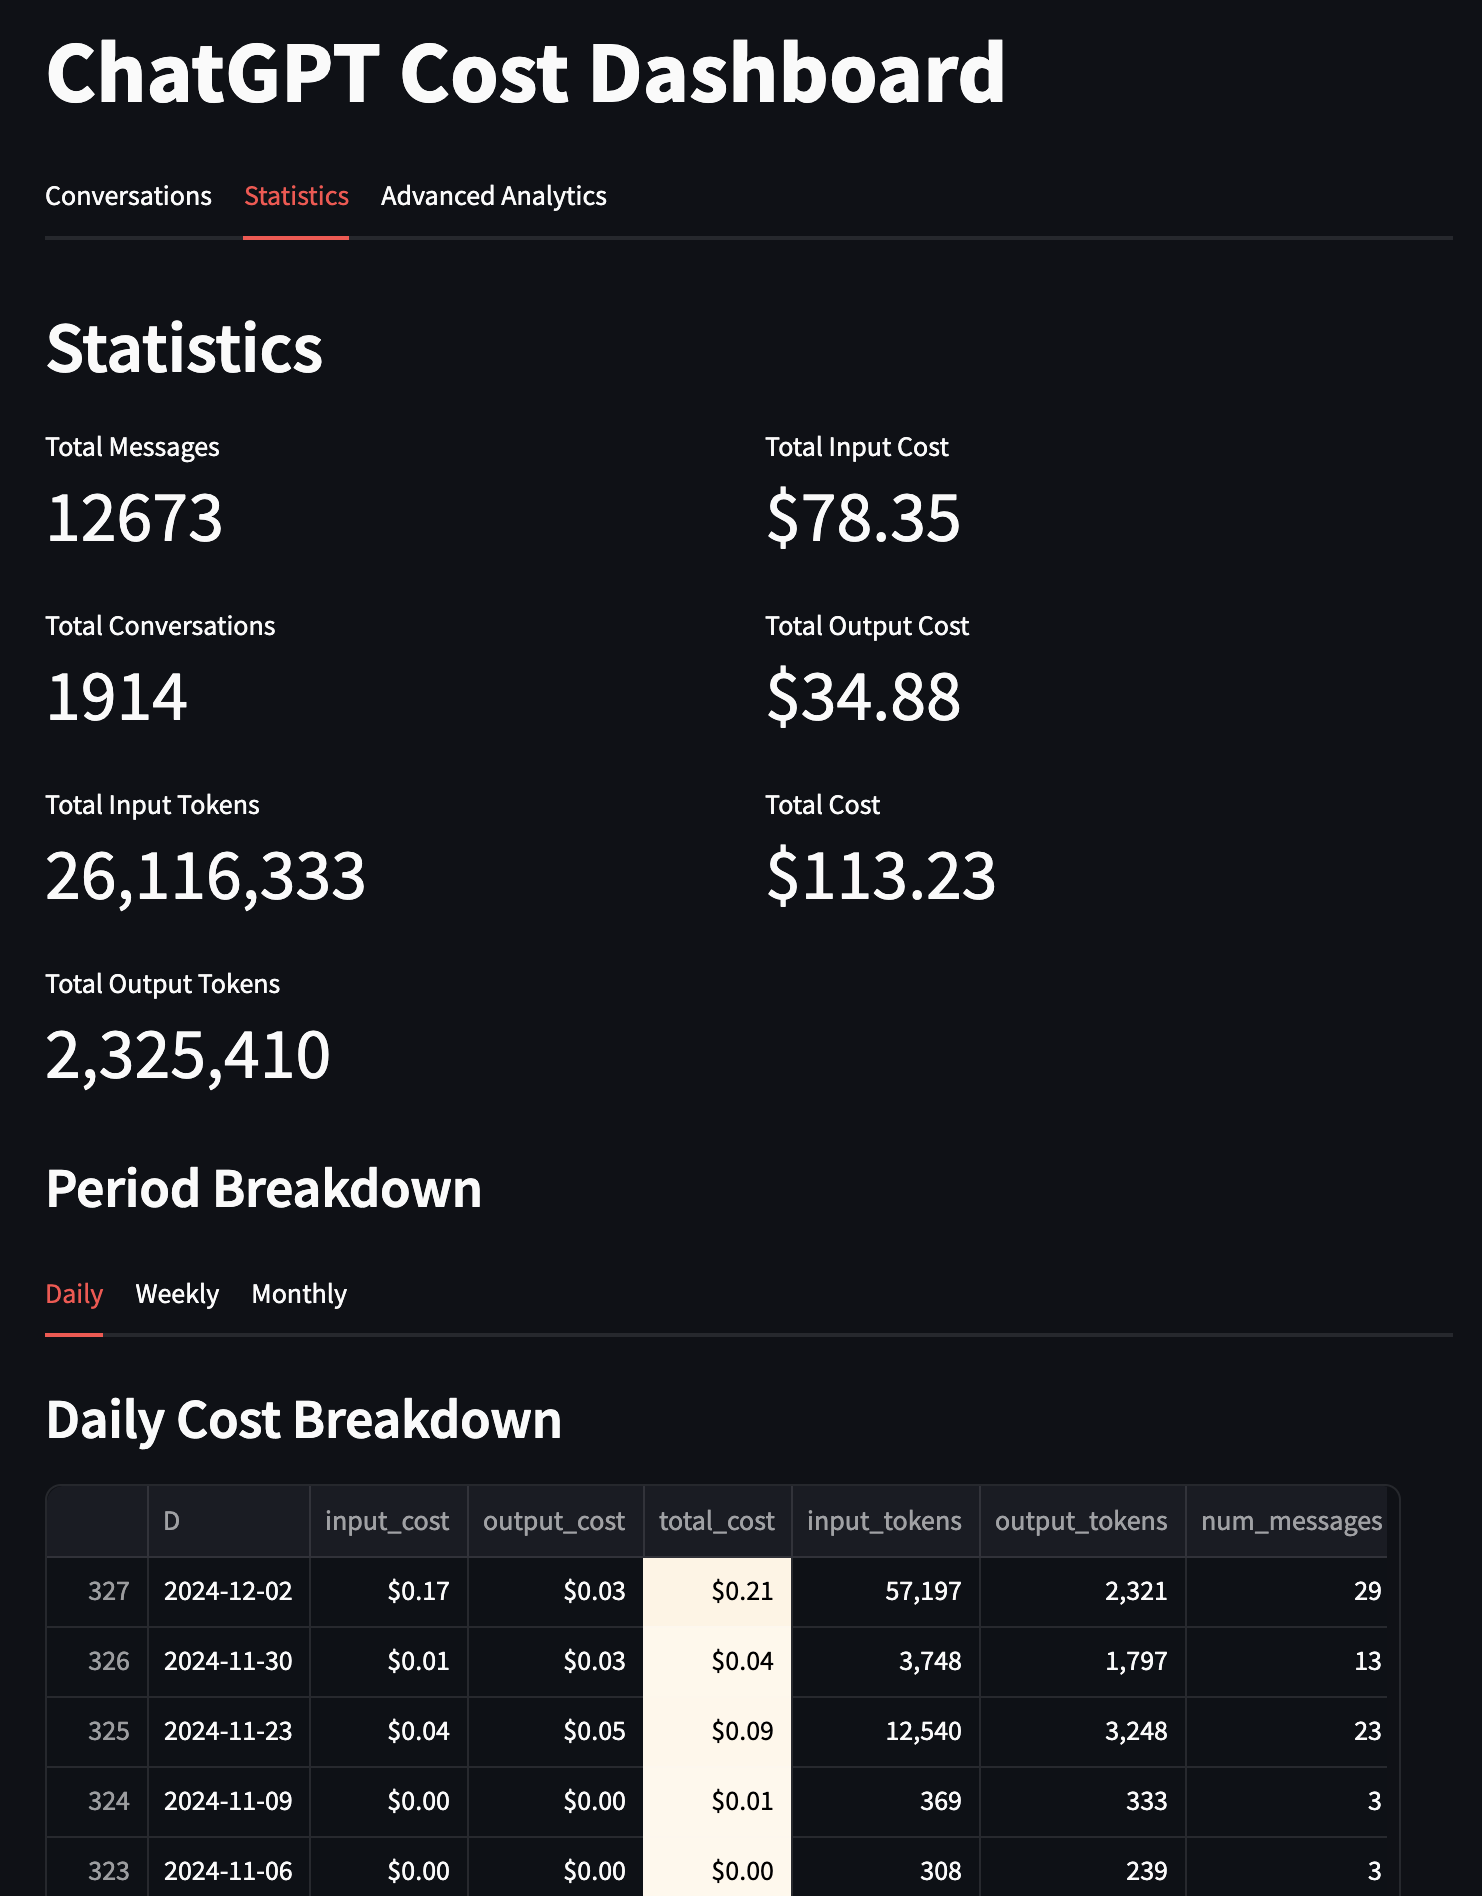 ChatGPT Cost Dashboard
Conversations Statistics Advanced Analytics
Statistics
Total Messages
12673
Total Conversations
1914
Total Input Tokens
26,116,333
Total Output Tokens
2,325,410
Total Input Cost
$78.35
Total Output Cost
$34.88
Total Cost
$113.23
Period Breakdown
Daily Weekly Monthly
Daily Cost Breakdown
D input_cost output_cost total_cost input_tokens output_tokens num_messages
327 2024-12-02 $0.17 $0.03 $0.21 57,197 2,321 29
326 2024-11-30 $0.01 $0.03 $0.04 3,748 1,797 13
325 2024-11-23 $0.04 $0.05 $0.09 12,540 3,248 23
324 2024-11-09 $0.00 $0.00 $0.01 369 333 3
323 2024-11-06 $0.00 $0.00 $0.00 308 239 3